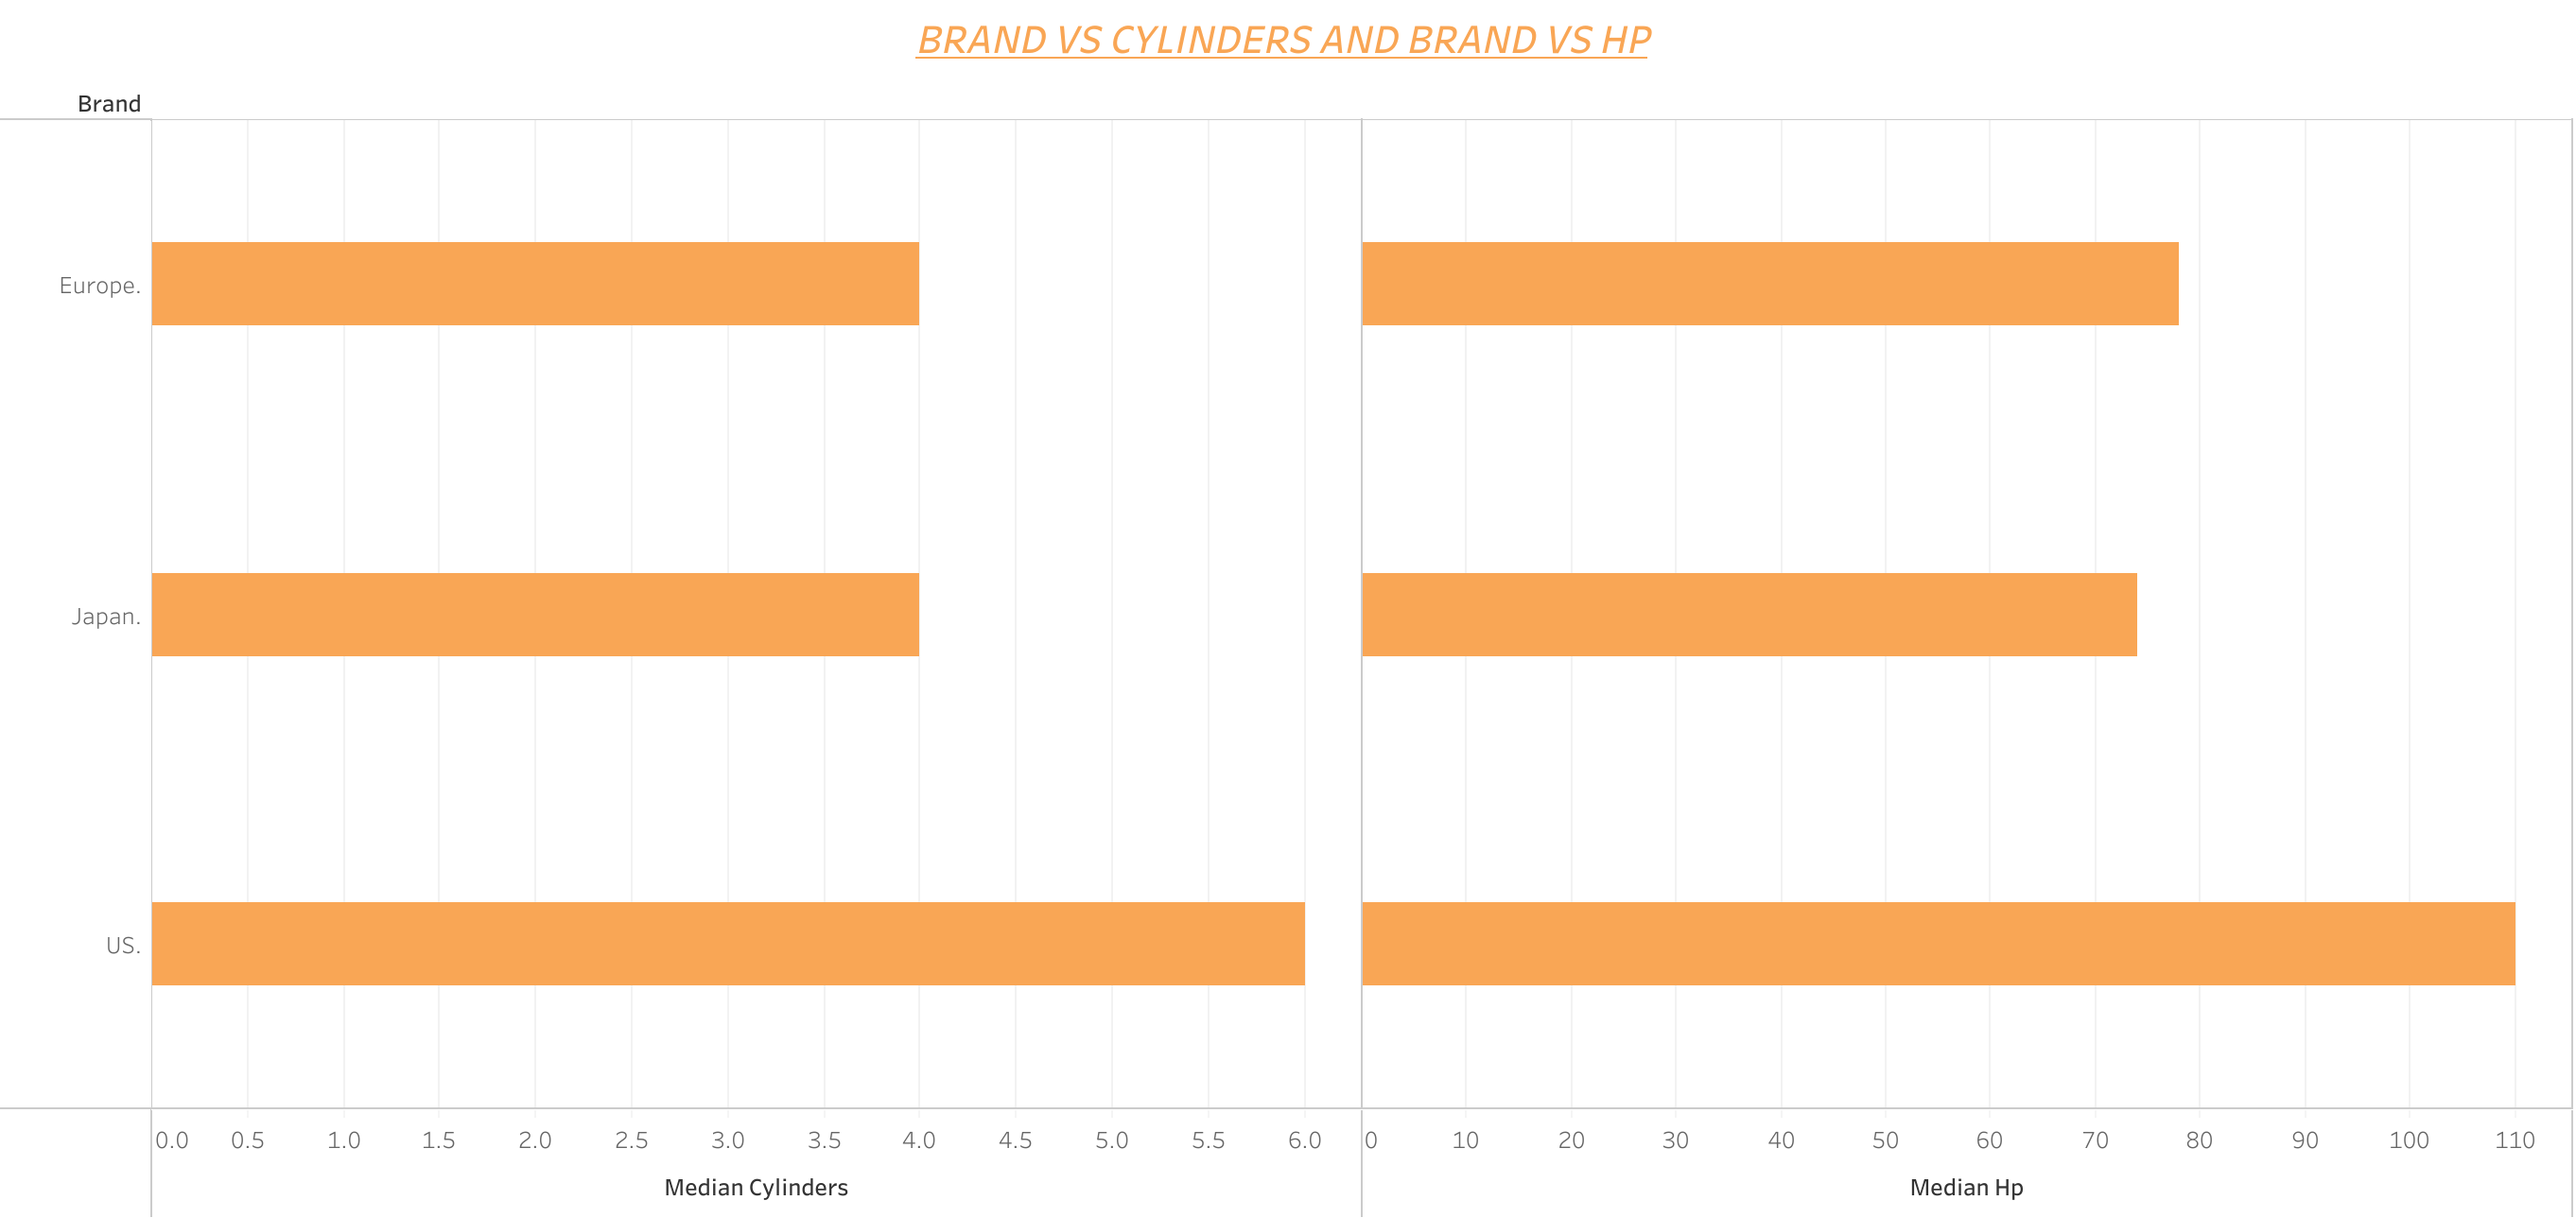 BRAND VS CYLINDERS AND BRAND VS HP
Brand
Europe.
Japan.
US.
0.0 0.5 1.0 1.5 2.0 2.5 3.0 3.5 4.0 4.5 5.0 5.5 6.0 0 10 20 30 40 50 60 70 80 90 100 110
Median Cylinders Median Hp